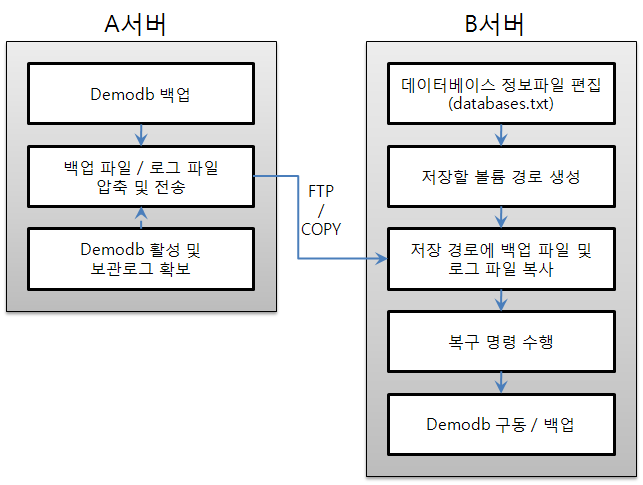 A서버
Demodb 백업
백업 파일 / 로그 파일
압축 및 전송
Demodb 활성 및
보관로그 확보
FTP
/
COPY
B서버
데이터베이스 정보파일 편집
(databases.txt)
저장할 볼륨 경로 생성
저장 경로에 백업 파일 및
로그 파일 복사
복구 명령 수행
Demodb 구동 / 백업